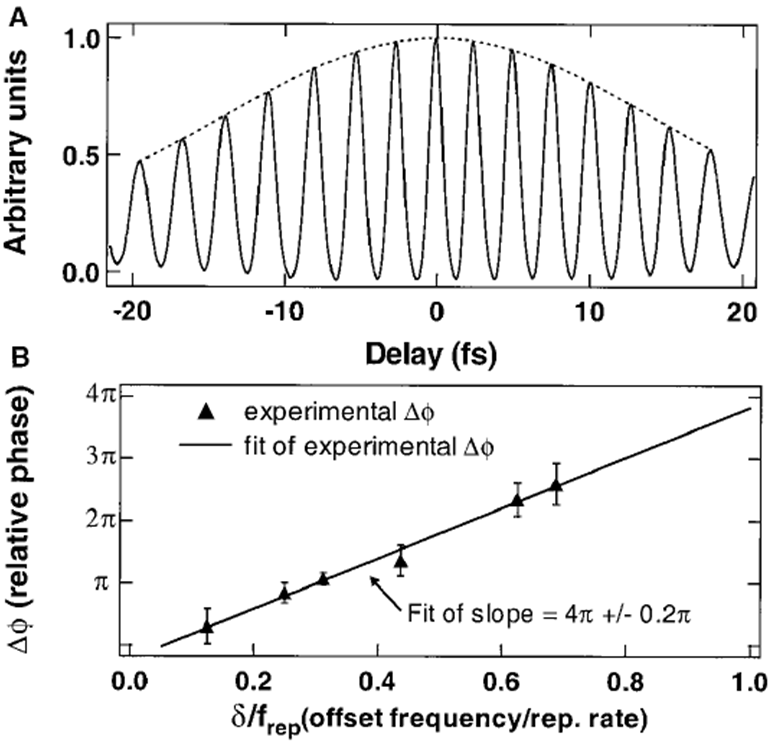 A
Arbitrary units
1.0
0.5
0.0
-20 -10 0 10 20
Delay (fs)
B
Δϕ (relative phase)
4π
3π
2π
π
▲ experimental Δϕ
fit of experimental Δϕ
Fit of slope = 4π +/- 0.2π
0.0 0.2 0.4 0.6 0.8 1.0
δ/frep(offset frequency/rep. rate)